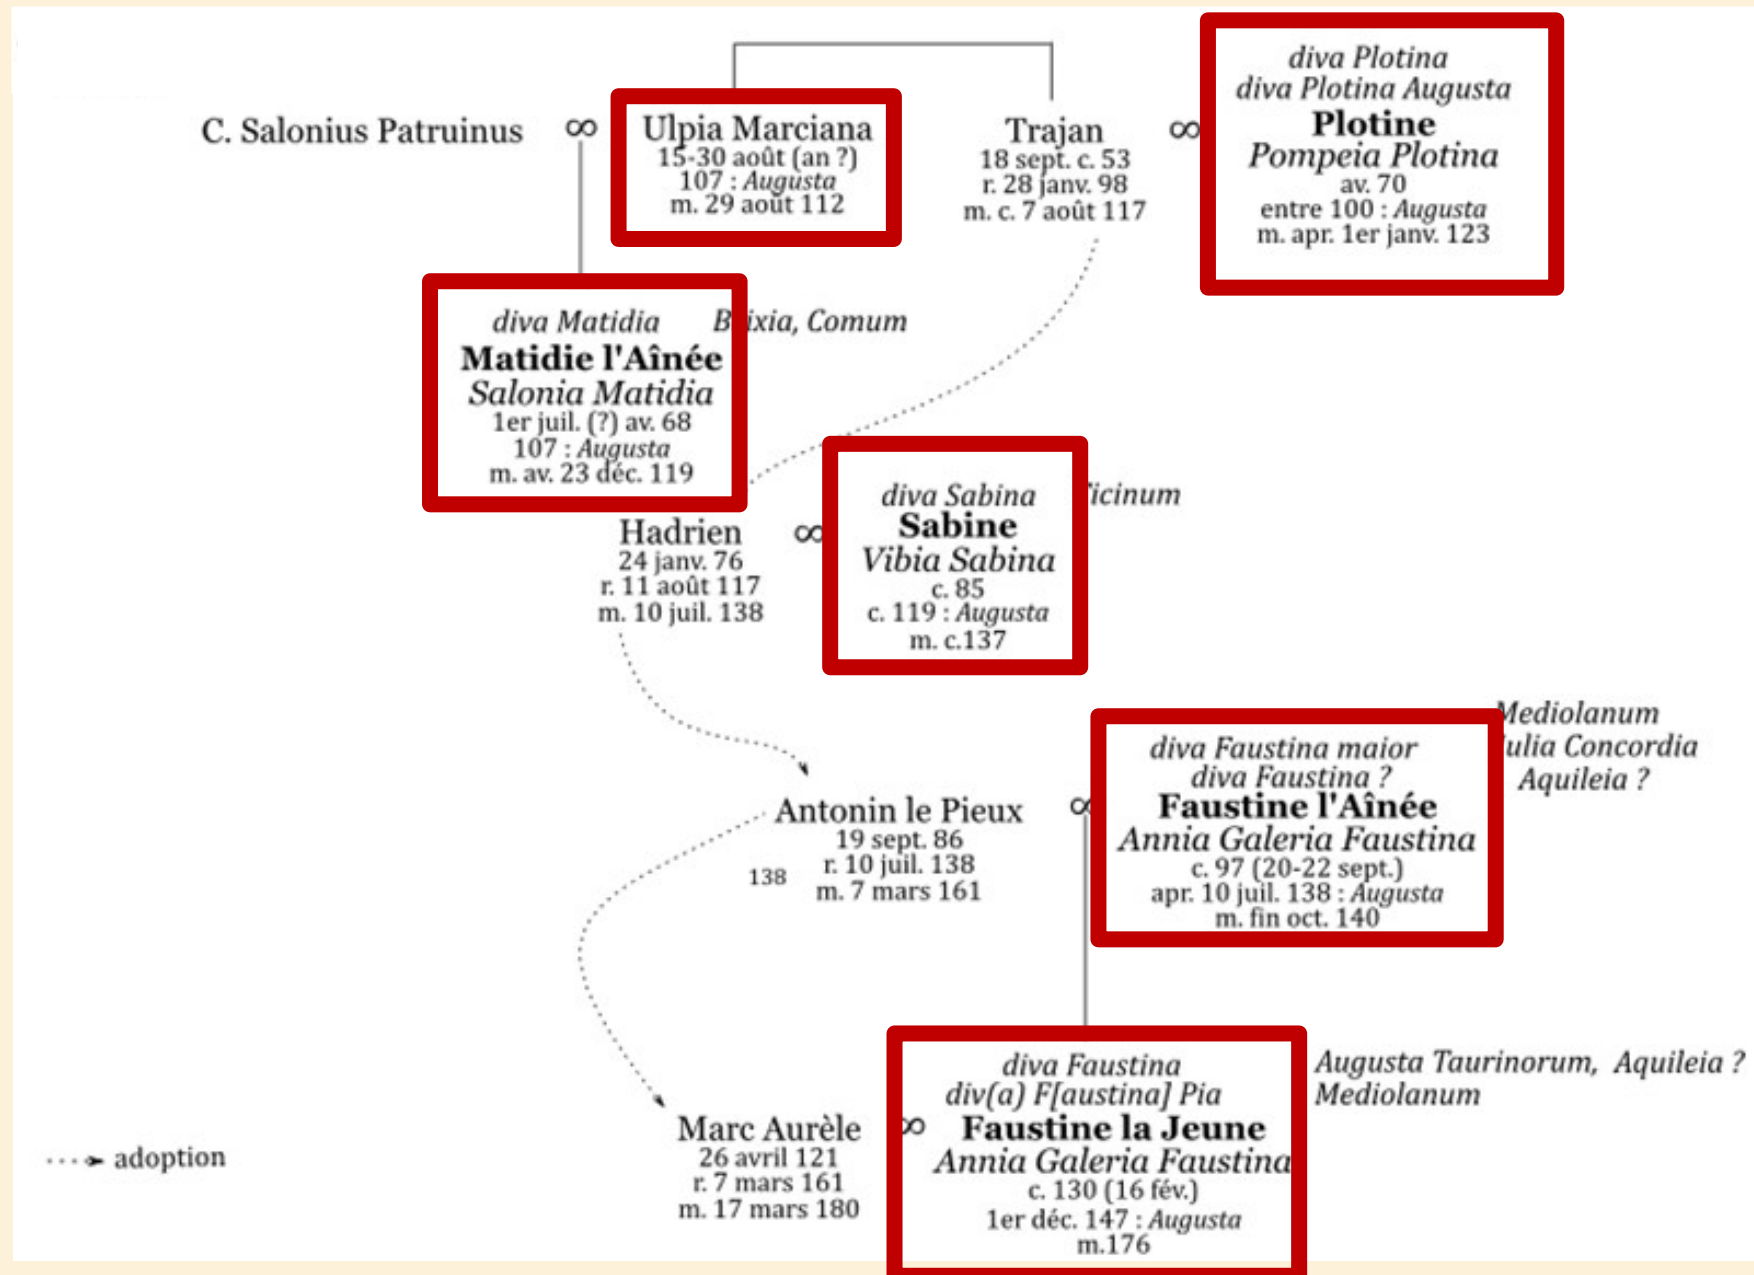 C. Salonius Patruinus
∞
Ulpia Marciana
15-30 août (an ?)
107 : Augusta
m. 29 août 112
Trajan
18 sept. c. 53
r. 28 janv. 98
m. c. 7 août 117
∞
diva Plotina
diva Plotina Augusta
Plotine
Pompeia Plotina
av. 70
entre 100 : Augusta
m. apr. 1er janv. 123
diva Matidia
Matidie l'Aînée
Salonia Matidia
1er juil. (?) av. 68
107 : Augusta
m. av. 23 déc. 119
Comum
Hadrien
24 janv. 76
r. 11 août 117
m. 10 juil. 138
∞
diva Sabina
Sabine
Vibia Sabina
c. 85
c. 119 : Augusta
m. c.137
Antonin le Pieux
19 sept. 86
r. 10 juil. 138
m. 7 mars 161
138
∞
diva Faustina maior
diva Faustina ?
Faustine l'Aînée
Annia Galeria Faustina
c. 97 (20-22 sept.)
apr. 10 juil. 138 : Augusta
m. fin oct. 140
Mediolanum
Concordia
Aquileia ?
Marc Aurèle
26 avril 121
r. 7 mars 161
m. 17 mars 180
∞
diva Faustina
div(a) F[austina] Pia
Faustine la Jeune
Annia Galeria Faustina
c. 130 (16 fév.)
1er déc. 147 : Augusta
m.176
Augusta Taurinorum, Aquileia ?
Mediolanum
adoption